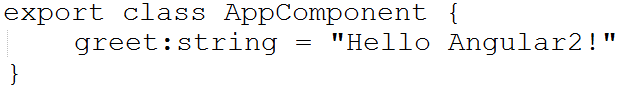 export class AppComponent {
    greet:string = "Hello Angular2!"
}